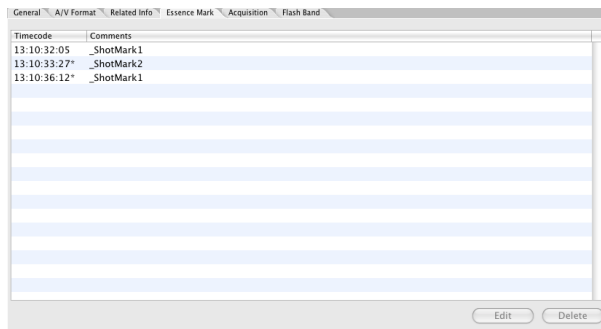 General A/V Format Related Info Essence Mark Acquisition Flash Band
Timecode Comments
13:10:32:05 _ShotMark1
13:10:33:27* _ShotMark2
13:10:36:12* _ShotMark1
Edit Delete